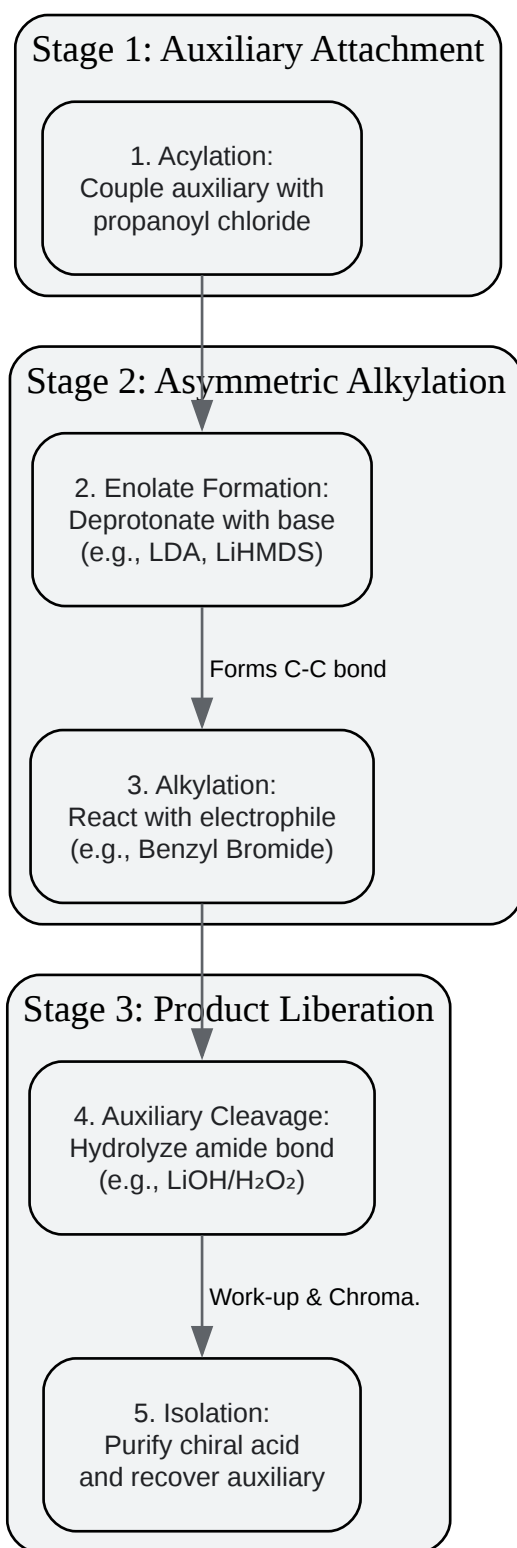 Stage 1: Auxiliary Attachment
1. Acylation:
Couple auxiliary with
propanoyl chloride
Stage 2: Asymmetric Alkylation
2. Enolate Formation:
Deprotonate with base
(e.g., LDA, LiHMDS)
Forms C-C bond
3. Alkylation:
React with electrophile
(e.g., Benzyl Bromide)
Stage 3: Product Liberation
4. Auxiliary Cleavage:
Hydrolyze amide bond
(e.g., LiOH/H₂O₂)
Work-up & Chroma.
5. Isolation:
Purify chiral acid
and recover auxiliary